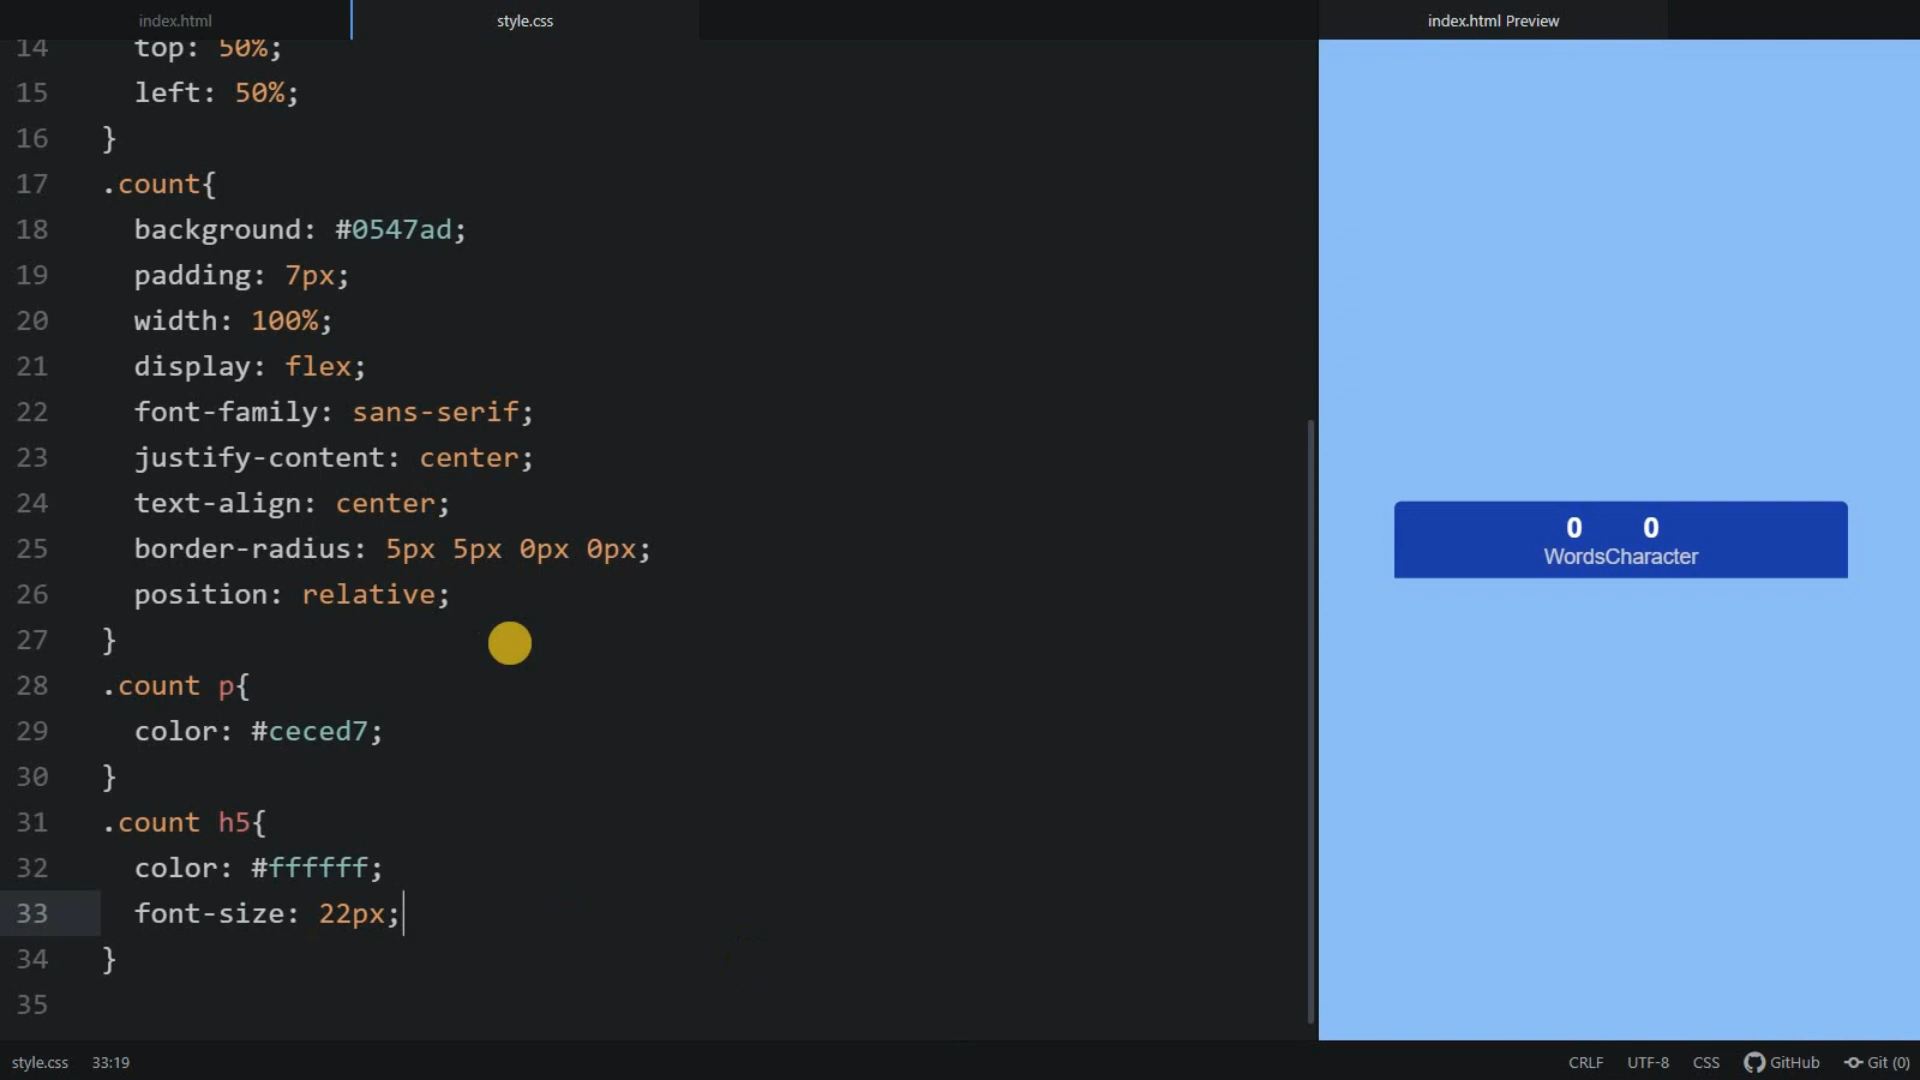 index.html
style.css
index.html Preview
14 top: 50%;
15 left: 50%;
16 }
17 .count{
18 background: #0547ad;
19 padding: 7px;
20 width: 100%;
21 display: flex;
22 font-family: sans-serif;
23 justify-content: center;
24 text-align: center;
25 border-radius: 5px 5px 0px 0px;
26 position: relative;
27 }
28 .count p{
29 color: #ceced7;
30 }
31 .count h5{
32 color: #ffffff;
33 font-size: 22px;
34 }
35
0 0
WordsCharacter
style.css 33:19
CRLF UTF-8 CSS GitHub Git (0)